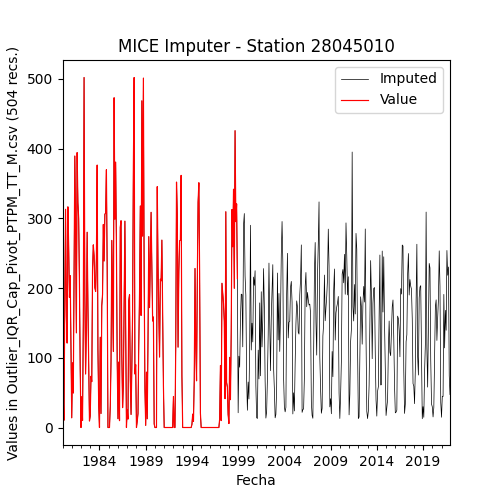 MICE Imputer - Station 28045010
Imputed
Value
500
400
300
200
100
0
Values in Outlier_IQR_Cap_Pivot_PTPM_TT_M.csv (504 recs.)
1984 1989 1994 1999 2004 2009 2014 2019
Fecha